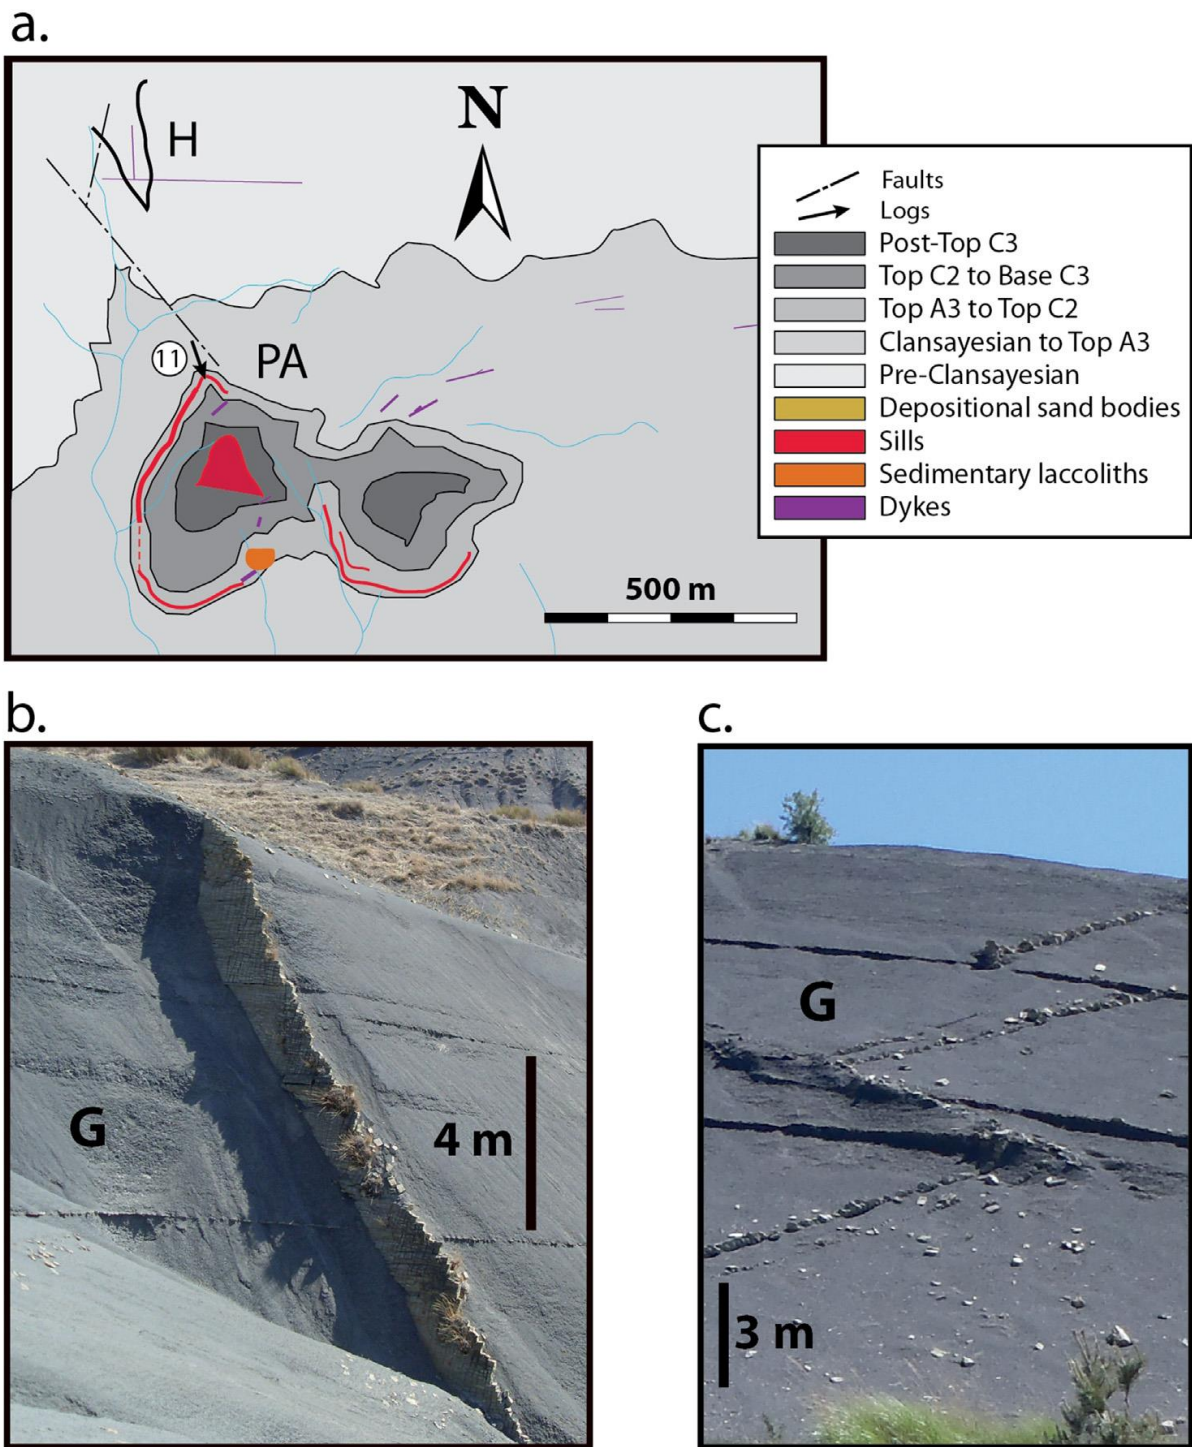 a.
H
N
11
PA
500 m
Faults
Logs
Post-Top C3
Top C2 to Base C3
Top A3 to Top C2
Clansayesian to Top A3
Pre-Clansayesian
Depositional sand bodies
Sills
Sedimentary laccoliths
Dykes
b.
G
4 m
c.
G
3 m